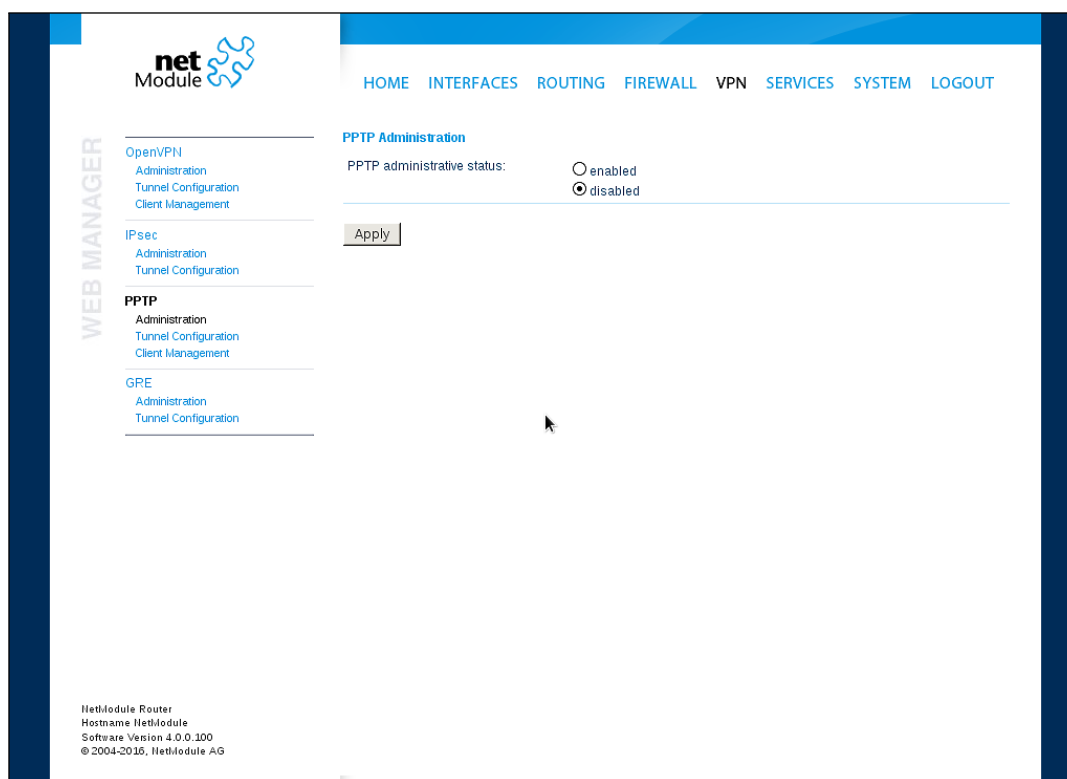 net
Module
HOME INTERFACES ROUTING FIREWALL VPN SERVICES SYSTEM LOGOUT
WEB MANAGER
OpenVPN
Administration
Tunnel Configuration
Client Management
IPsec
Administration
Tunnel Configuration
PPTP
Administration
Tunnel Configuration
Client Management
GRE
Administration
Tunnel Configuration
PPTP Administration
PPTP administrative status:
enabled
disabled
Apply
NetModule Router
Hostname NetModule
Software Version 4.0.0.100
© 2004-2016, NetModule AG